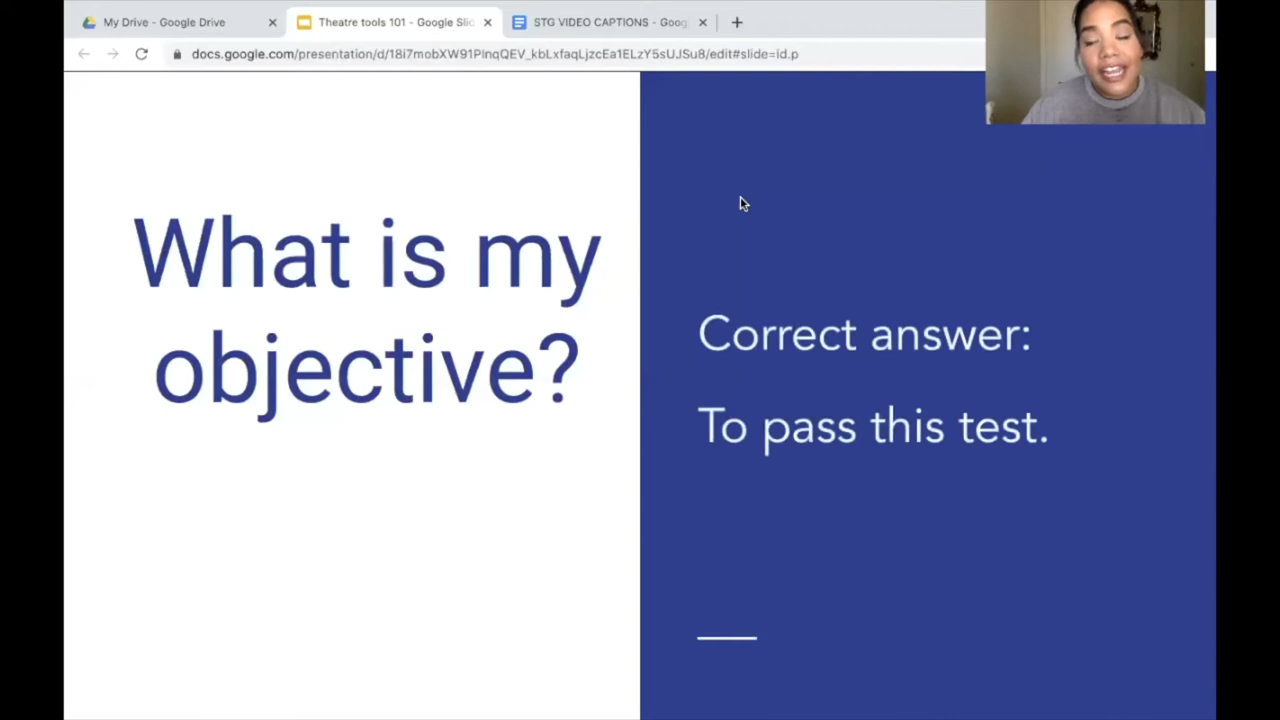 My Drive - Google Drive
Theatre tools 101 - Google Slid
STG VIDEO CAPTIONS - Goog
docs.google.com/presentation/d/18i7mobXW91PlnqQEV_kbLxfaqLjzcEa1ELzY5sUJSu8/edit#slide=id.p
What is my
objective?
Correct answer:
To pass this test.